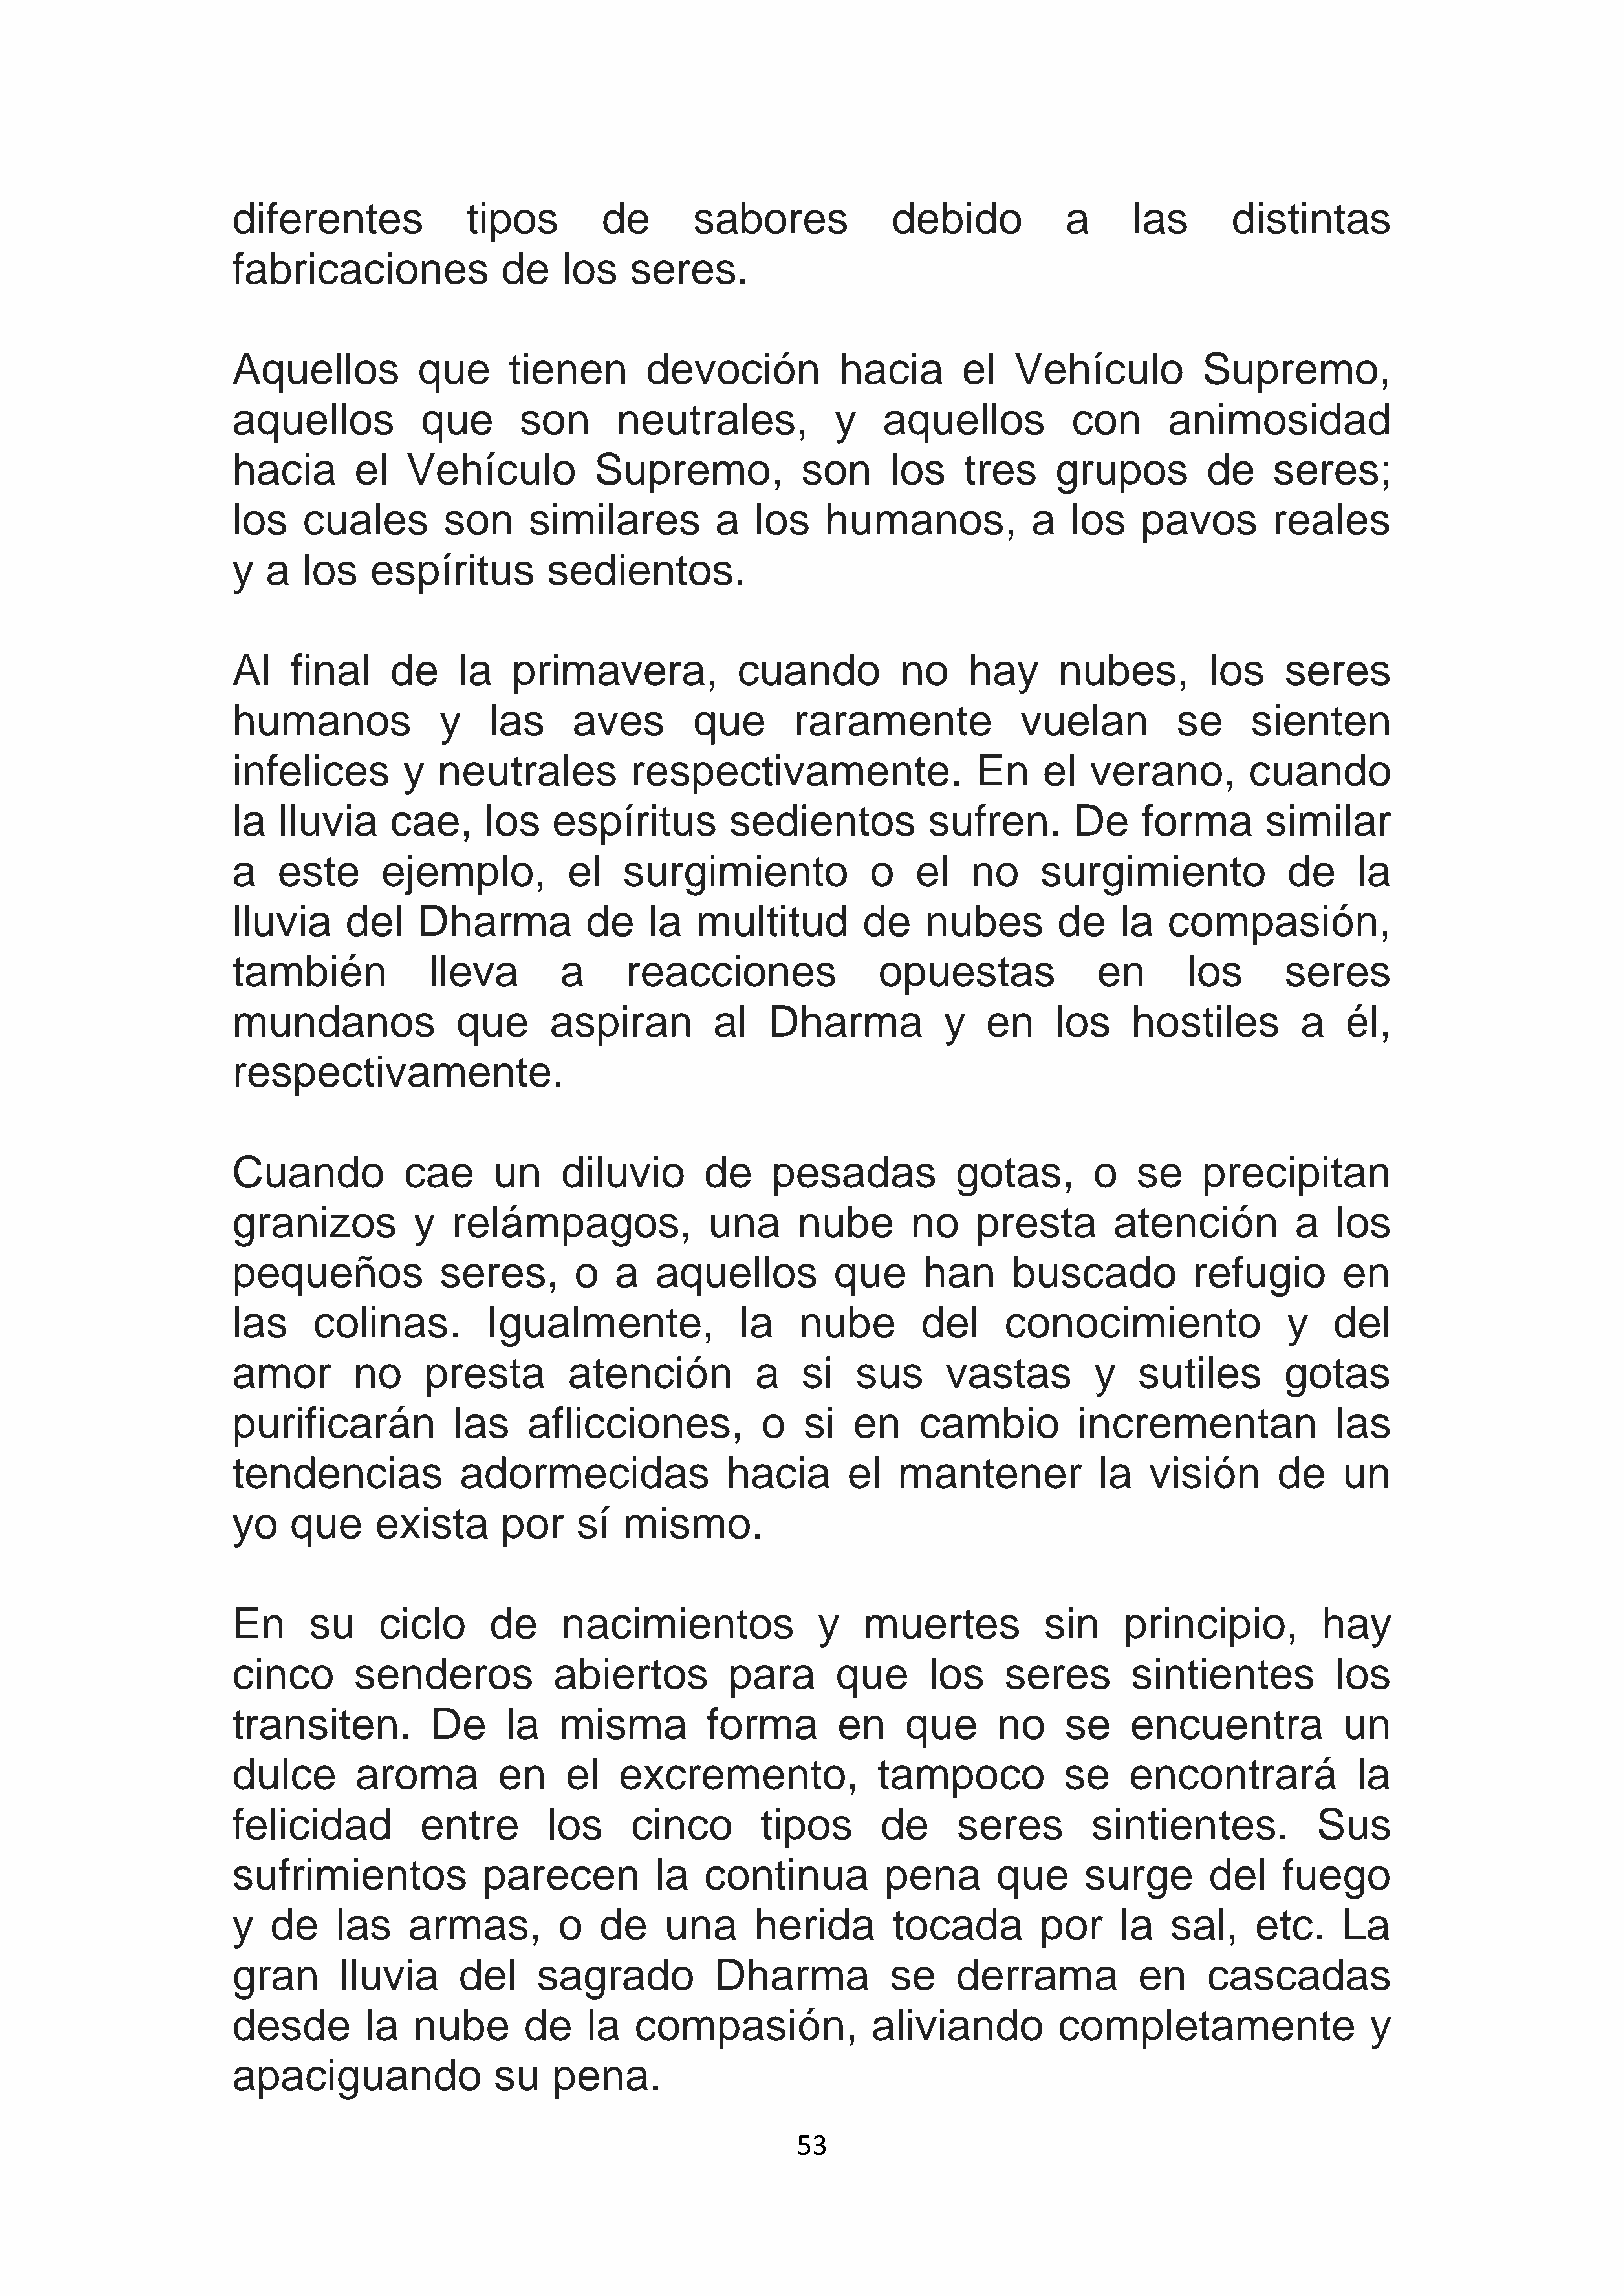 diferentes tipos de sabores debido a las distintas
fabricaciones de los seres.
Aquellos que tienen devoción hacia el Vehículo Supremo,
aquellos que son neutrales, y aquellos con animosidad
hacia el Vehículo Supremo, son los tres grupos de seres;
los cuales son similares a los humanos, a los pavos reales
y a los espíritus sedientos.
Al final de la primavera, cuando no hay nubes, los seres
humanos y las aves que raramente vuelan se sienten
infelices y neutrales respectivamente. En el verano, cuando
la lluvia cae, los espíritus sedientos sufren. De forma similar
a este ejemplo, el surgimiento o el no surgimiento de la
lluvia del Dharma de la multitud de nubes de la compasión,
también lleva a reacciones opuestas en los seres
mundanos que aspiran al Dharma y en los hostiles a él,
respectivamente.
Cuando cae un diluvio de pesadas gotas, o se precipitan
granizos y relámpagos, una nube no presta atención a los
pequeños seres, o a aquellos que han buscado refugio en
las colinas. Igualmente, la nube del conocimiento y del
amor no presta atención a si sus vastas y sutiles gotas
purificarán las aflicciones, o si en cambio incrementan las
tendencias adormecidas hacia el mantener la visión de un
yo que exista por sí mismo.
En su ciclo de nacimientos y muertes sin principio, hay
cinco senderos abiertos para que los seres sintientes los
transiten. De la misma forma en que no se encuentra un
dulce aroma en el excremento, tampoco se encontrará la
felicidad entre los cinco tipos de seres sintientes. Sus
sufrimientos parecen la continua pena que surge del fuego
y de las armas, o de una herida tocada por la sal, etc. La
gran lluvia del sagrado Dharma se derrama en cascadas
desde la nube de la compasión, aliviando completamente y
apaciguando su pena.
53